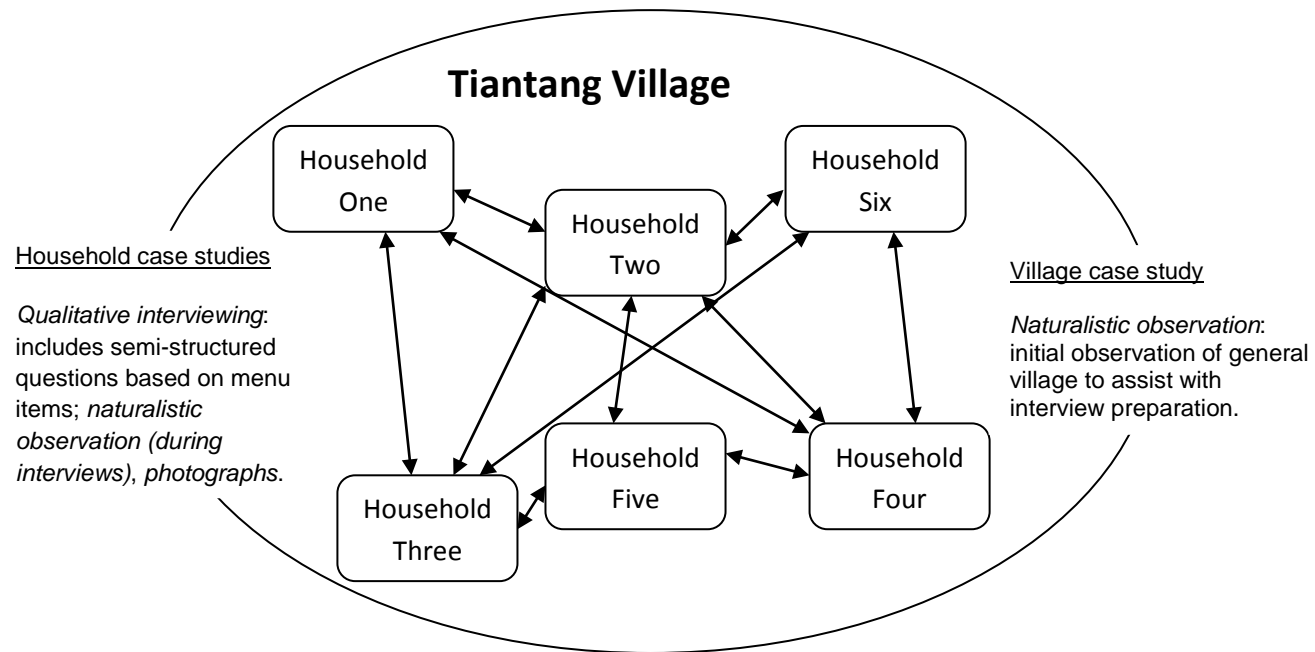 Tiantang Village
Household
One
Household
Two
Household
Six
Household case studies
Qualitative interviewing:
includes semi-structured
questions based on menu
items; naturalistic
observation (during
interviews), photographs.
Village case study
Naturalistic observation:
initial observation of general
village to assist with
interview preparation.
Household
Three
Household
Five
Household
Four